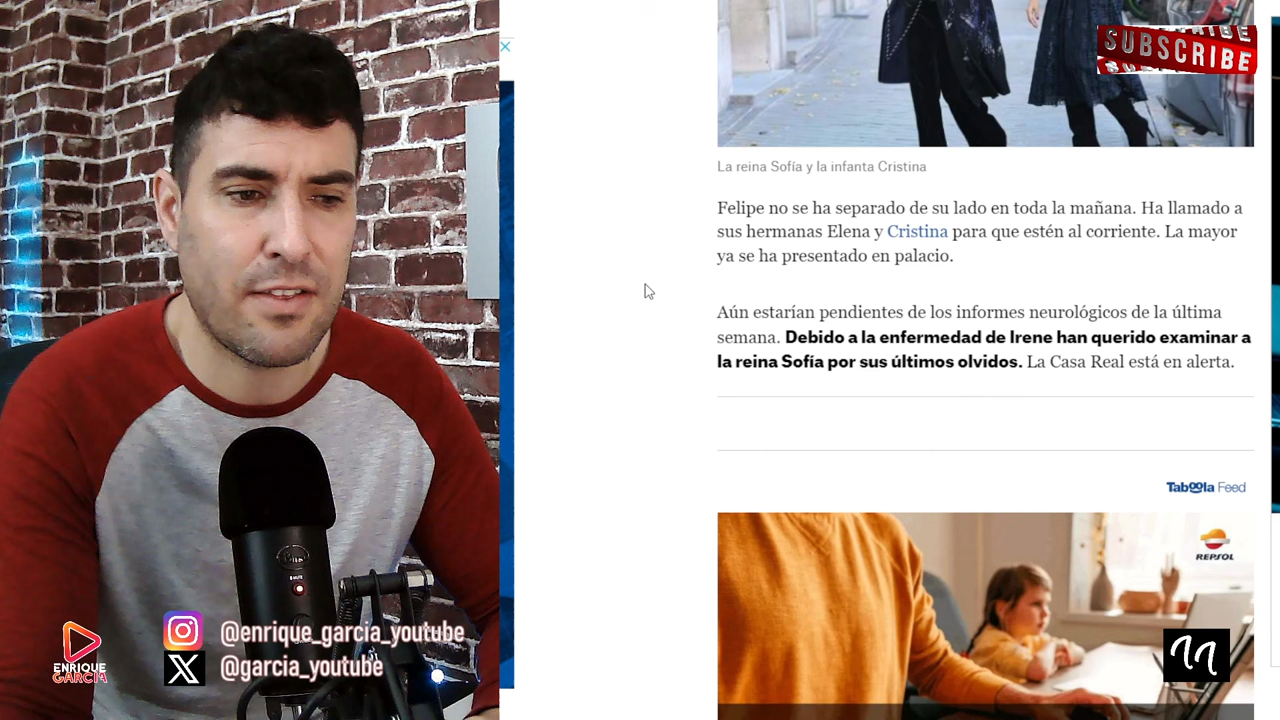 SUBSCRIBE
La reina Sofía y la infanta Cristina
Felipe no se ha separado de su lado en toda la mañana. Ha llamado a
sus hermanas Elena y Cristina para que estén al corriente. La mayor
ya se ha presentado en palacio.
Aún estarían pendientes de los informes neurológicos de la última
semana. Debido a la enfermedad de Irene han querido examinar a
la reina Sofía por sus últimos olvidos. La Casa Real está en alerta.
Taboola Feed
REPSOL
@enrique_garcia_youtube
@garcia_youtube
ENRIQUE
GARCIA